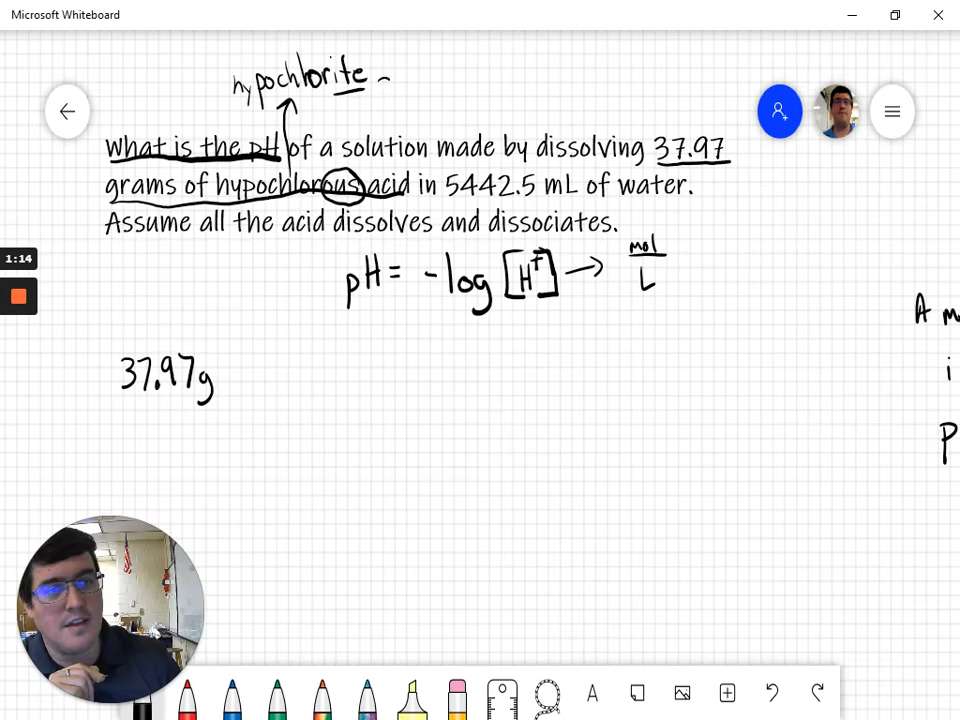 Microsoft Whiteboard
hypochlorite -
What is the pH of a solution made by dissolving 37.97
grams of hypochlorous acid in 5442.5 mL of water.
Assume all the acid dissolves and dissociates.
1:14
pH = -log [H+] → mol
L
A m
i
37.97g
P
A